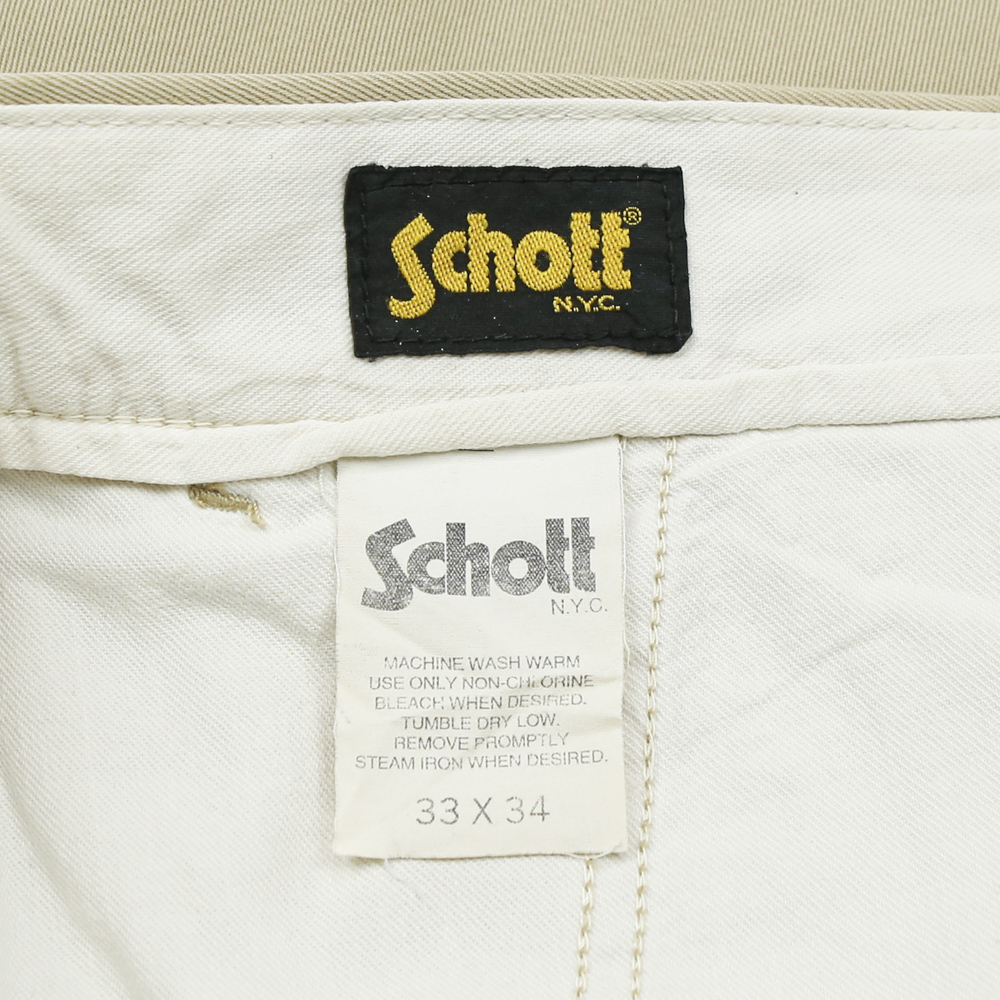 Schott®
N.Y.C.
Schott
N.Y.C.
MACHINE WASH WARM
USE ONLY NON-CHLORINE
BLEACH WHEN DESIRED.
TUMBLE DRY LOW.
REMOVE PROMPTLY
STEAM IRON WHEN DESIRED.
33 X 34